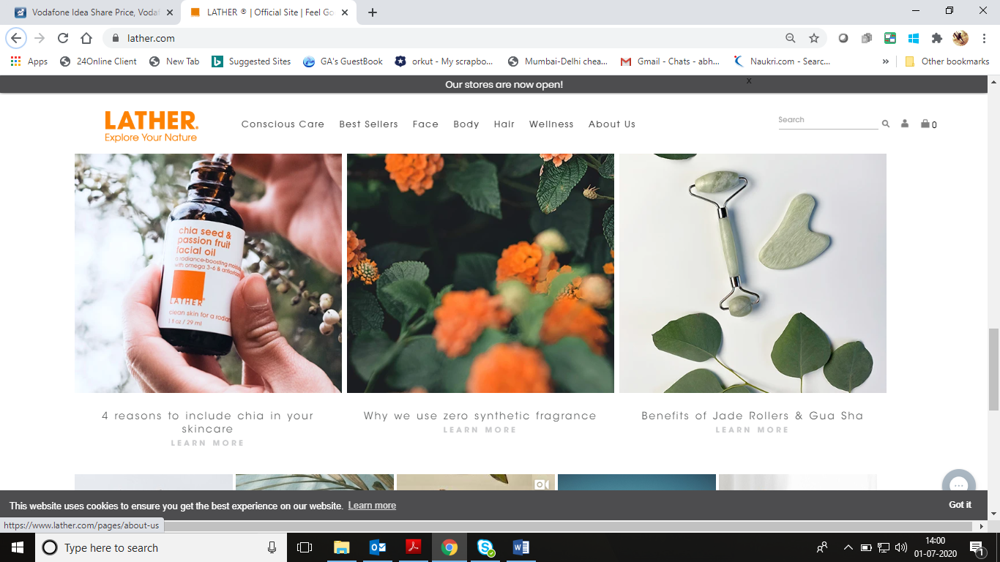 Vodafone Idea Share Price, Vodaf
LATHER ® | Official Site | Feel Go
lather.com
Apps
24Online Client
New Tab
Suggested Sites
GA's GuestBook
orkut - My scrapbo...
Mumbai-Delhi chea...
Gmail - Chats - abh...
Naukri.com - Searc...
»
Other bookmarks
Our stores are now open!
x
LATHER.
Explore Your Nature
Conscious Care
Best Sellers
Face
Body
Hair
Wellness
About Us
Search
0
chia seed &
passion fruit
facial oil
a radiance-boosting
with omega 3-6 &
LATHER
clean skin for a
1 fl oz / 29 ml
4 reasons to include chia in your
skincare
LEARN MORE
Why we use zero synthetic fragrance
LEARN MORE
Benefits of Jade Rollers & Gua Sha
LEARN MORE
This website uses cookies to ensure you get the best experience on our website. Learn more
Got it
https://www.lather.com/pages/about-us
Type here to search
14:00
01-07-2020
1